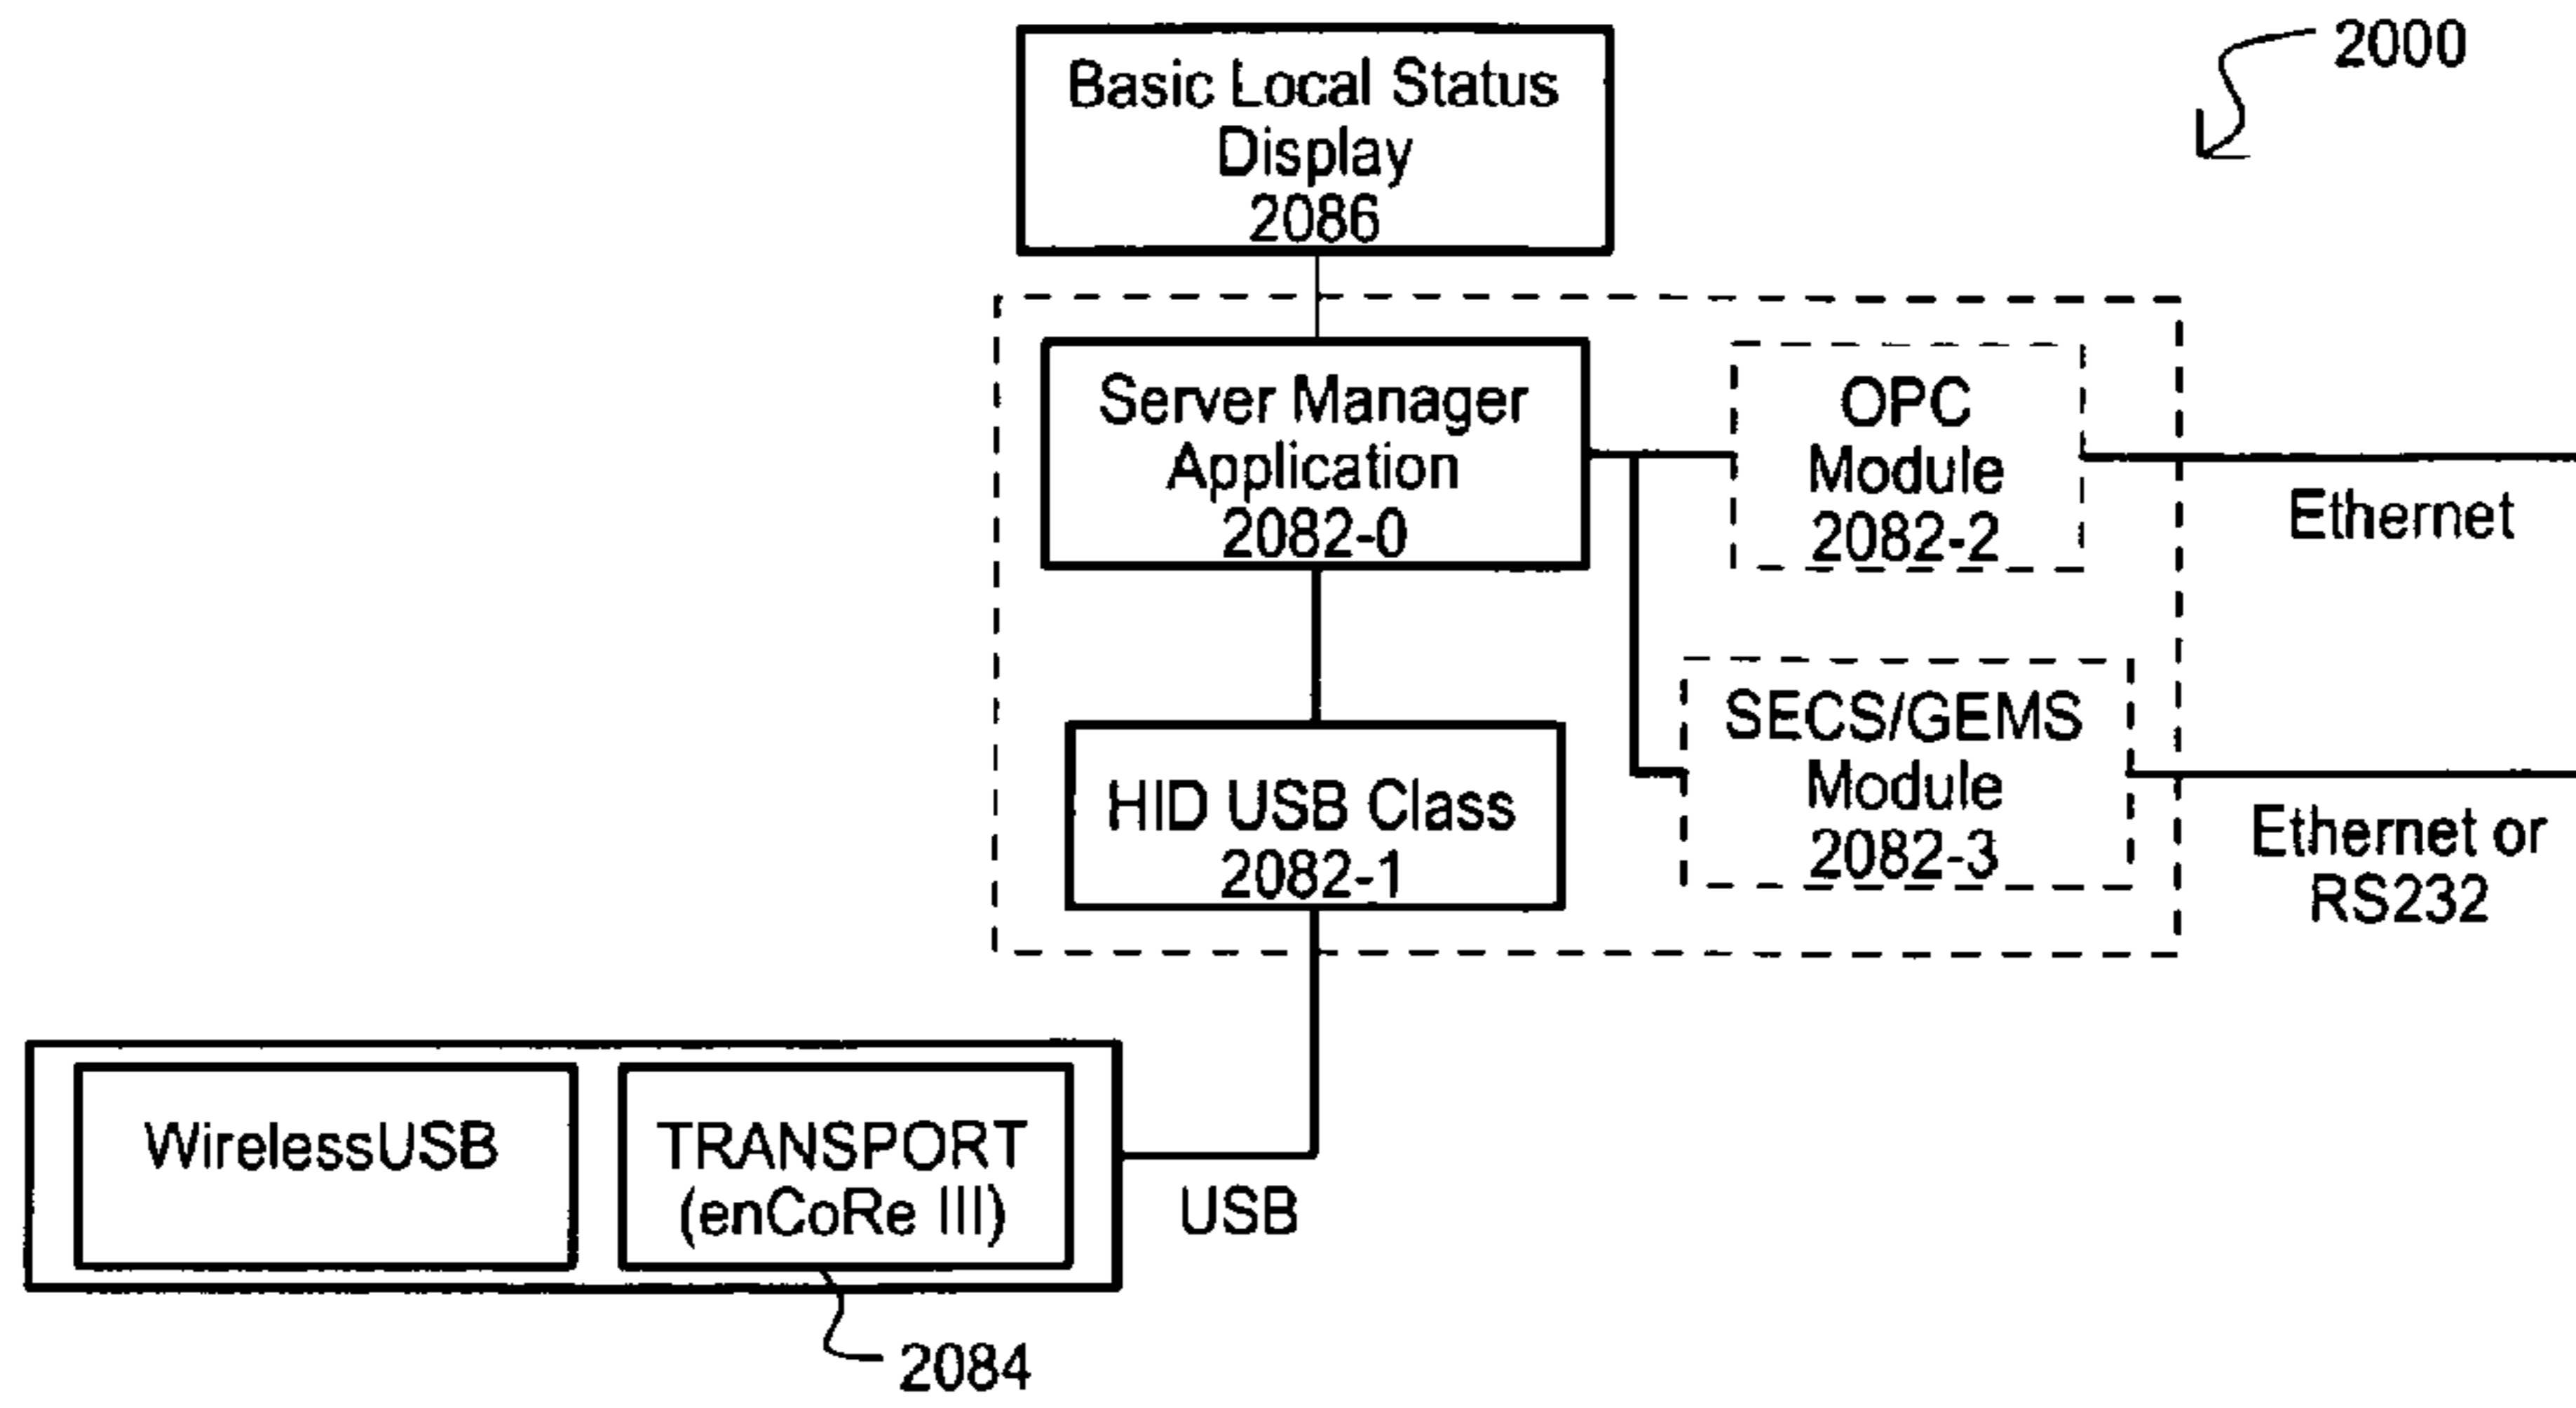 2000
Basic Local Status
Display
2086
Server Manager
Application
2082-0
OPC
Module
2082-2
Ethernet
HID USB Class
2082-1
SECS/GEMS
Module
2082-3
Ethernet or
RS232
WirelessUSB
TRANSPORT
(enCoRe III)
USB
2084